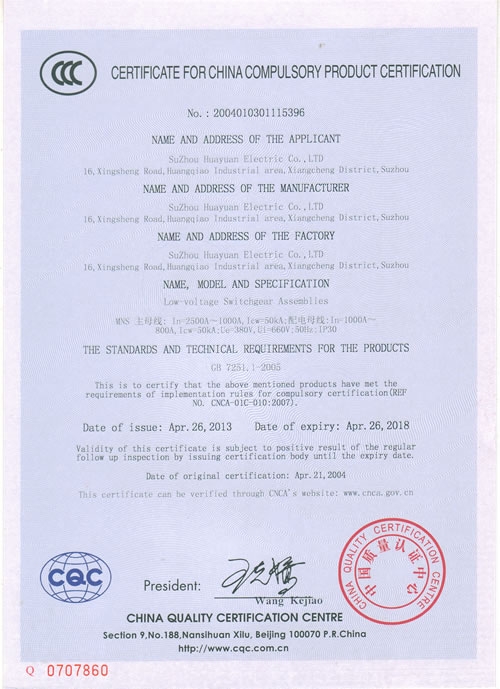 CCC
CERTIFICATE FOR CHINA COMPULSORY PRODUCT CERTIFICATION
No.: 2004010301115396
NAME AND ADDRESS OF THE APPLICANT
SuZhou Huayuan Electric Co.,LTD
16,Xingsheng Road,Huangqiao Industrial area,Xiangcheng District,Suzhou
NAME AND ADDRESS OF THE MANUFACTURER
SuZhou Huayuan Electric Co.,LTD
16,Xingsheng Road,Huangqiao Industrial area,Xiangcheng District,Suzhou
NAME AND ADDRESS OF THE FACTORY
SuZhou Huayuan Electric Co.,LTD
16,Xingsheng Road,Huangqiao Industrial area,Xiangcheng District,Suzhou
NAME, MODEL AND SPECIFICATION
Low-voltage Switchgear Assemblies
MNS 主母线: In=2500A~1000A,Icw=50kA;配电母线:In=1000A~
800A,Icw=50kA;Ue=380V,Ui=660V;50Hz;IP30
THE STANDARDS AND TECHNICAL REQUIREMENTS FOR THE PRODUCTS
GB 7251.1-2005
This is to certify that the above mentioned products have met the
requirements of implementation rules for compulsory certification(REF
NO. CNCA-01C-010:2007).
Date of issue: Apr.26,2013 Date of expiry: Apr.26,2018
Validity of this certificate is subject to positive result of the regular
follow up inspection by issuing certification body until the expiry date.
Date of original certification: Apr.21,2004
This certificate can be verified through CNCA's website: www.cnca.gov.cn
CQC
President:
Wang Kejiao
CHINA QUALITY CERTIFICATION CENTRE
中国质量认证中心
CHINA QUALITY CERTIFICATION CENTRE
Section 9,No.188,Nansihuan Xilu, Beijing 100070 P.R.China
http://www.cqc.com.cn
Q 0707860